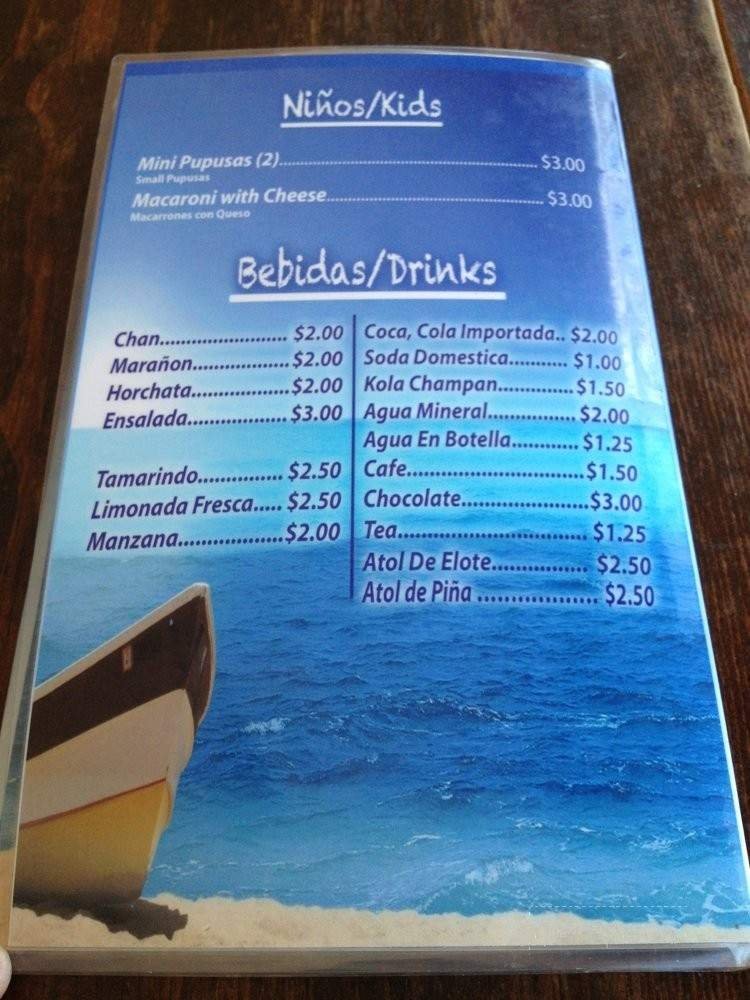 Niños/Kids
Mini Pupusas (2)............................................................ $3.00
Small Pupusas
Macaroni with Cheese.................................................. $3.00
Macarrones con Queso
Bebidas/Drinks
Chan......................... $2.00
Marañon................... $2.00
Horchata................... $2.00
Ensalada................... $3.00
Tamarindo................ $2.50
Limonada Fresca..... $2.50
Manzana...................$2.00
Coca, Cola Importada.. $2.00
Soda Domestica........... $1.00
Kola Champan.............. $1.50
Agua Mineral................ $2.00
Agua En Botella............ $1.25
Cafe................................$1.50
Chocolate.......................$3.00
Tea.................................. $1.25
Atol De Elote................. $2.50
Atol de Piña ................... $2.50